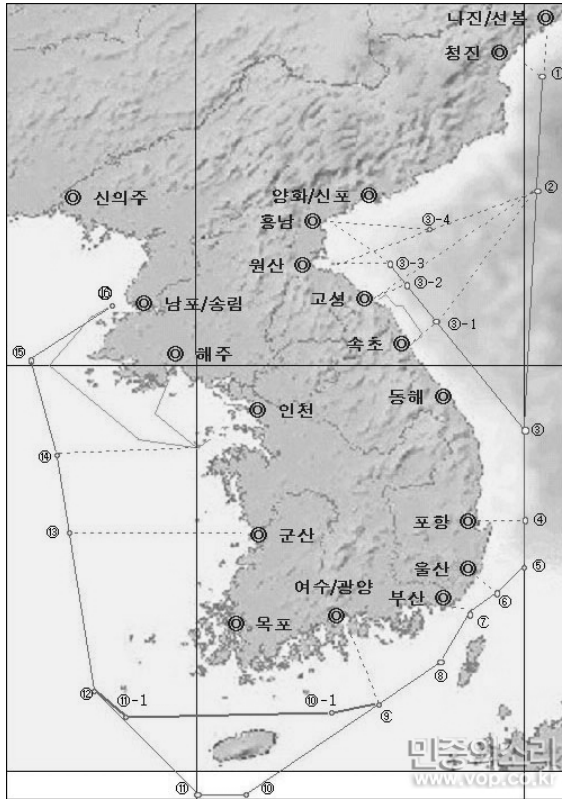 나진/선봉
청진
①
신의주
양화/신포
②
흥남
③-4
원산
③-3
③-2
⑯
남포/송림
고성
③-1
⑮
해주
속초
인천
동해
③
⑭
⑬
군산
포항
④
울산
⑤
여수/광양
부산
⑥
목포
⑦
⑧
⑫
⑪-1
⑩-1
⑨
⑪
⑩
민중의소리
www.vop.co.kr